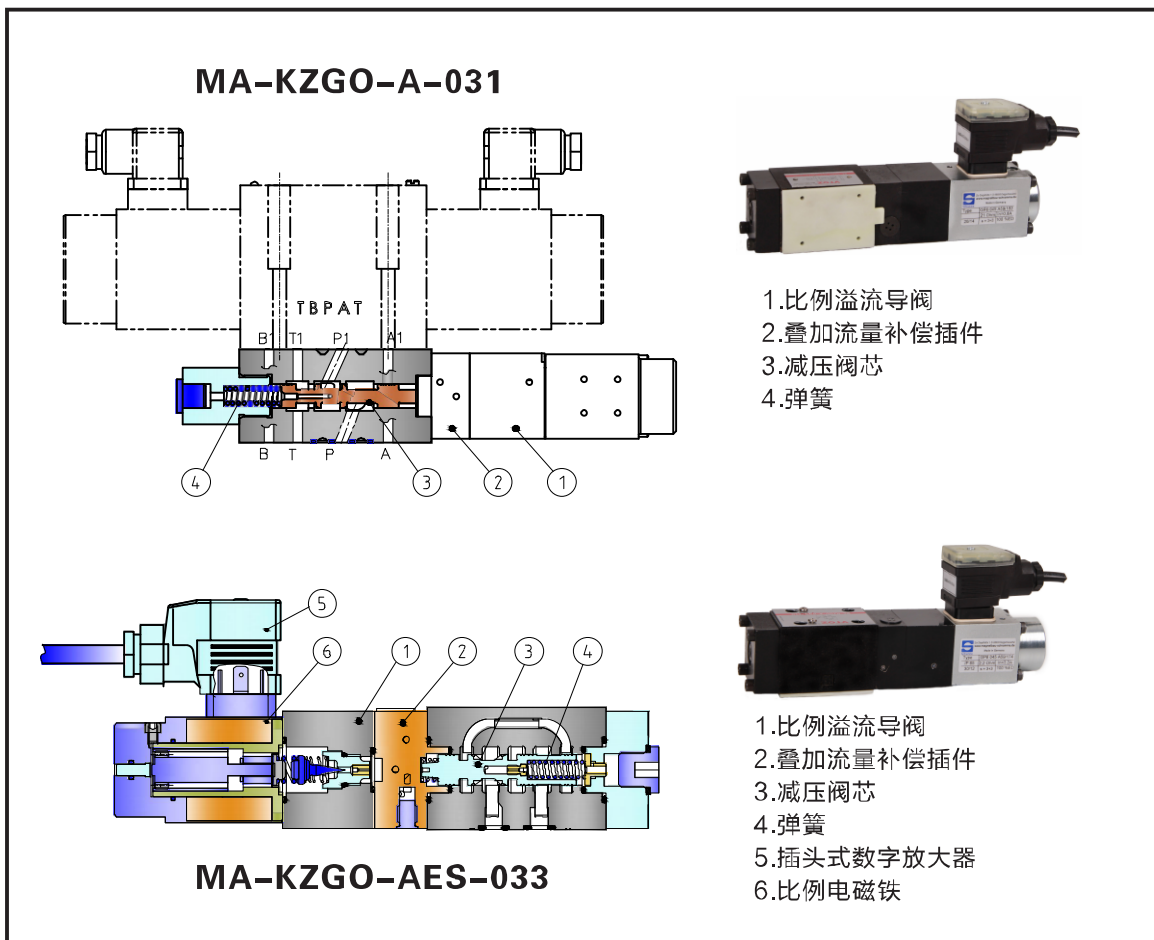 MA–KZGO–A–031
TBPAT
B1 T1 P1 A1
B T P A
4 3 2 1
1.比例溢流导阀
2.叠加流量补偿插件
3.减压阀芯
4.弹簧
5
6 1 2 3 4
MA–KZGO–AES–033
1.比例溢流导阀
2.叠加流量补偿插件
3.减压阀芯
4.弹簧
5.插头式数字放大器
6.比例电磁铁